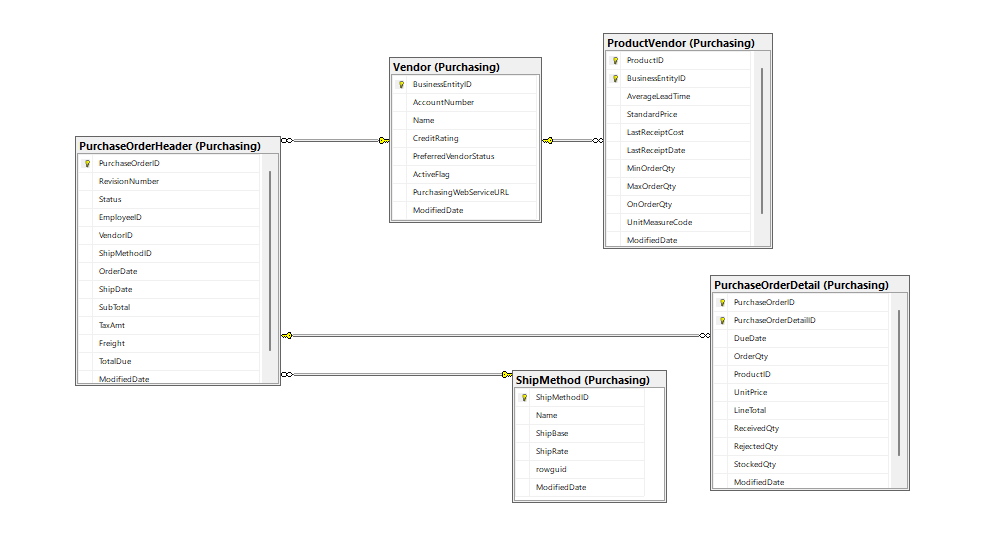 PurchaseOrderHeader (Purchasing)
PurchaseOrderID
RevisionNumber
Status
EmployeeID
VendorID
ShipMethodID
OrderDate
ShipDate
SubTotal
TaxAmt
Freight
TotalDue
ModifiedDate
Vendor (Purchasing)
BusinessEntityID
AccountNumber
Name
CreditRating
PreferredVendorStatus
ActiveFlag
PurchasingWebServiceURL
ModifiedDate
ProductVendor (Purchasing)
ProductID
BusinessEntityID
AverageLeadTime
StandardPrice
LastReceiptCost
LastReceiptDate
MinOrderQty
MaxOrderQty
OnOrderQty
UnitMeasureCode
ModifiedDate
PurchaseOrderDetail (Purchasing)
PurchaseOrderID
PurchaseOrderDetailID
DueDate
OrderQty
ProductID
UnitPrice
LineTotal
ReceivedQty
RejectedQty
StockedQty
ModifiedDate
ShipMethod (Purchasing)
ShipMethodID
Name
ShipBase
ShipRate
rowguid
ModifiedDate